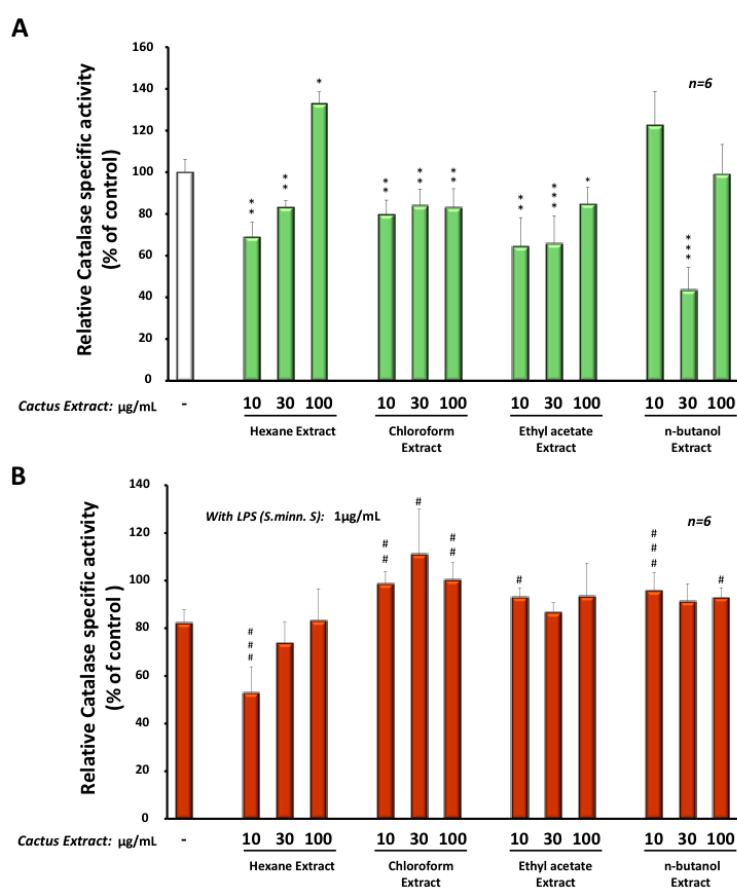 A
Relative Catalase specific activity
(% of control)
160
140
120
100
80
60
40
20
0
n=6
*
**
**
**
**
**
**
***
*
***
Cactus Extract: µg/mL - 10 30 100 10 30 100 10 30 100 10 30 100
Hexane Extract Chloroform Extract Ethyl acetate Extract n-butanol Extract
B
Relative Catalase specific activity
(% of control )
140
120
100
80
60
40
20
0
With LPS (S.minn. S): 1µg/mL
n=6
###
##
#
##
#
###
#
Cactus Extract: µg/mL - 10 30 100 10 30 100 10 30 100 10 30 100
Hexane Extract Chloroform Extract Ethyl acetate Extract n-butanol Extract